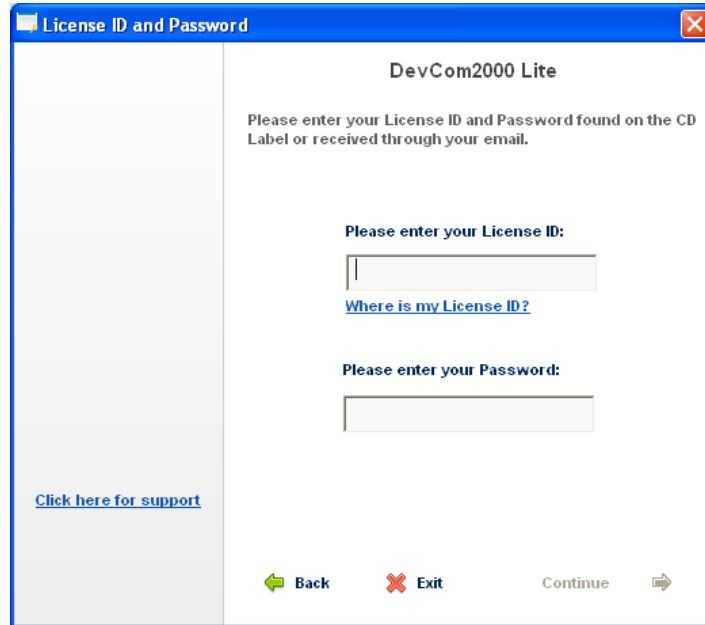 License ID and Password
DevCom2000 Lite
Please enter your License ID and Password found on the CD
Label or received through your email.
Please enter your License ID:
Where is my License ID?
Please enter your Password:
Click here for support
Back
Exit
Continue